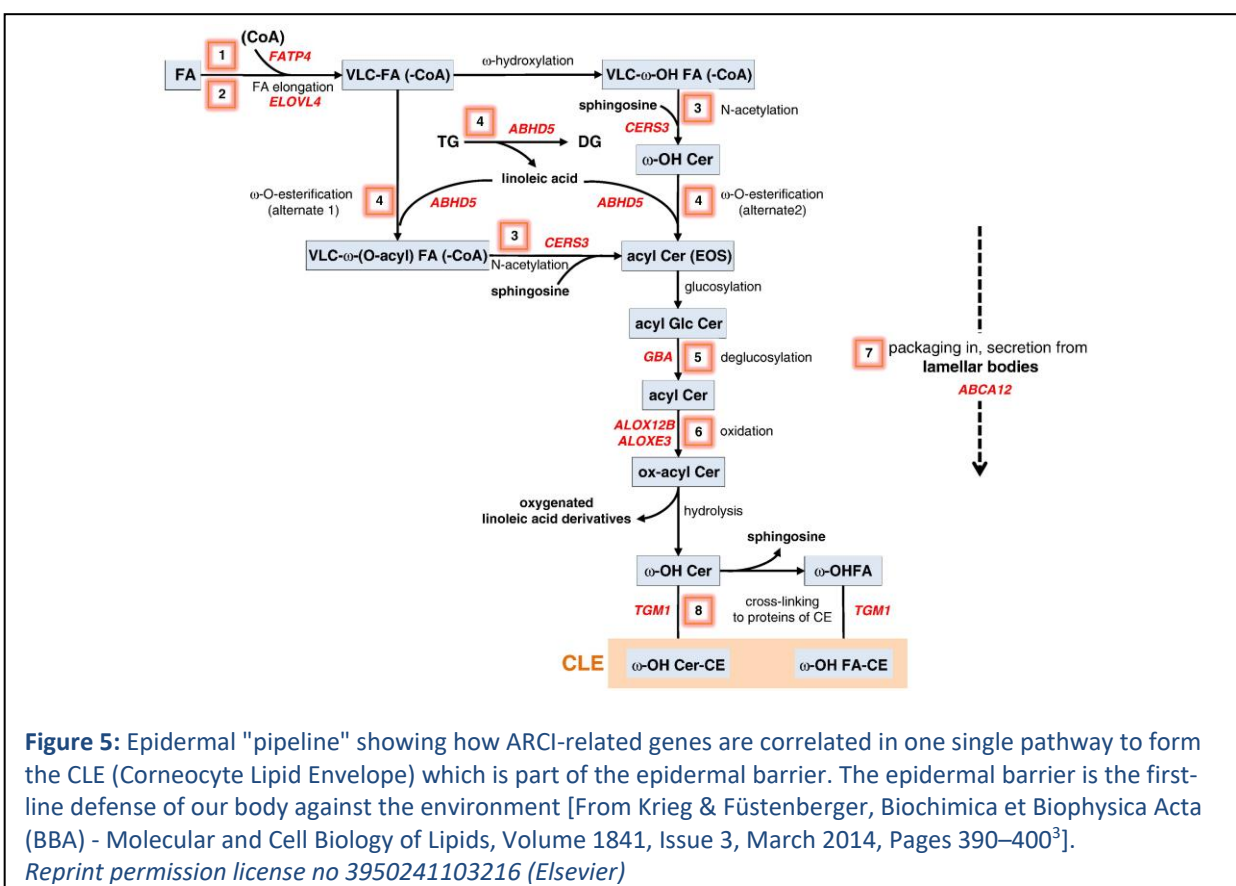 (CoA)
1 FATP4
FA VLC-FA (-CoA) ω-hydroxylation VLC-ω-OH FA (-CoA)
2 FA elongation
ELOVL4
sphingosine 3 N-acetylation
CERS3
4 ABHD5
TG DG
ω-OH Cer
linoleic acid
ω-O-esterification 4 ABHD5 ABHD5 4 ω-O-esterification
(alternate 1) (alternate2)
3 CERS3
VLC-ω-(O-acyl) FA (-CoA) acyl Cer (EOS)
N-acetylation
sphingosine
glucosylation
acyl Glc Cer
GBA 5 deglucosylation
7 packaging in, secretion from
lamellar bodies
ABCA12
acyl Cer
ALOX12B 6 oxidation
ALOXE3
ox-acyl Cer
oxygenated
linoleic acid derivatives
hydrolysis
sphingosine
ω-OH Cer ω-OHFA
TGM1 8 cross-linking TGM1
to proteins of CE
CLE ω-OH Cer-CE ω-OH FA-CE
Figure 5: Epidermal "pipeline" showing how ARCI-related genes are correlated in one single pathway to form
the CLE (Corneocyte Lipid Envelope) which is part of the epidermal barrier. The epidermal barrier is the first-
line defense of our body against the environment [From Krieg & Füstenberger, Biochimica et Biophysica Acta
(BBA) - Molecular and Cell Biology of Lipids, Volume 1841, Issue 3, March 2014, Pages 390–400³].
Reprint permission license no 3950241103216 (Elsevier)